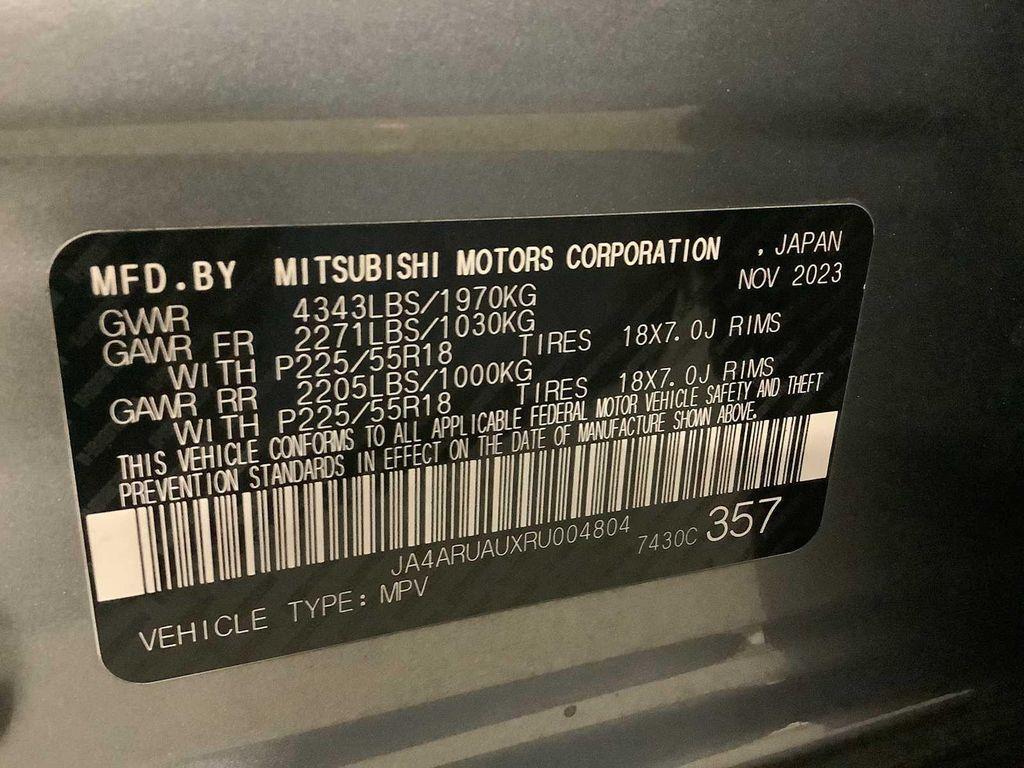 MFD.BY MITSUBISHI MOTORS CORPORATION , JAPAN
NOV 2023
GVWR 4343LBS/1970KG
GAWR FR 2271LBS/1030KG
WITH P225/55R18 TIRES 18X7.0J RIMS
GAWR RR 2205LBS/1000KG
WITH P225/55R18 TIRES 18X7.0J RIMS
THIS VEHICLE CONFORMS TO ALL APPLICABLE FEDERAL MOTOR VEHICLE SAFETY AND THEFT
PREVENTION STANDARDS IN EFFECT ON THE DATE OF MANUFACTURE SHOWN ABOVE.
JA4ARUAUXRU004804
7430C 357
VEHICLE TYPE: MPV